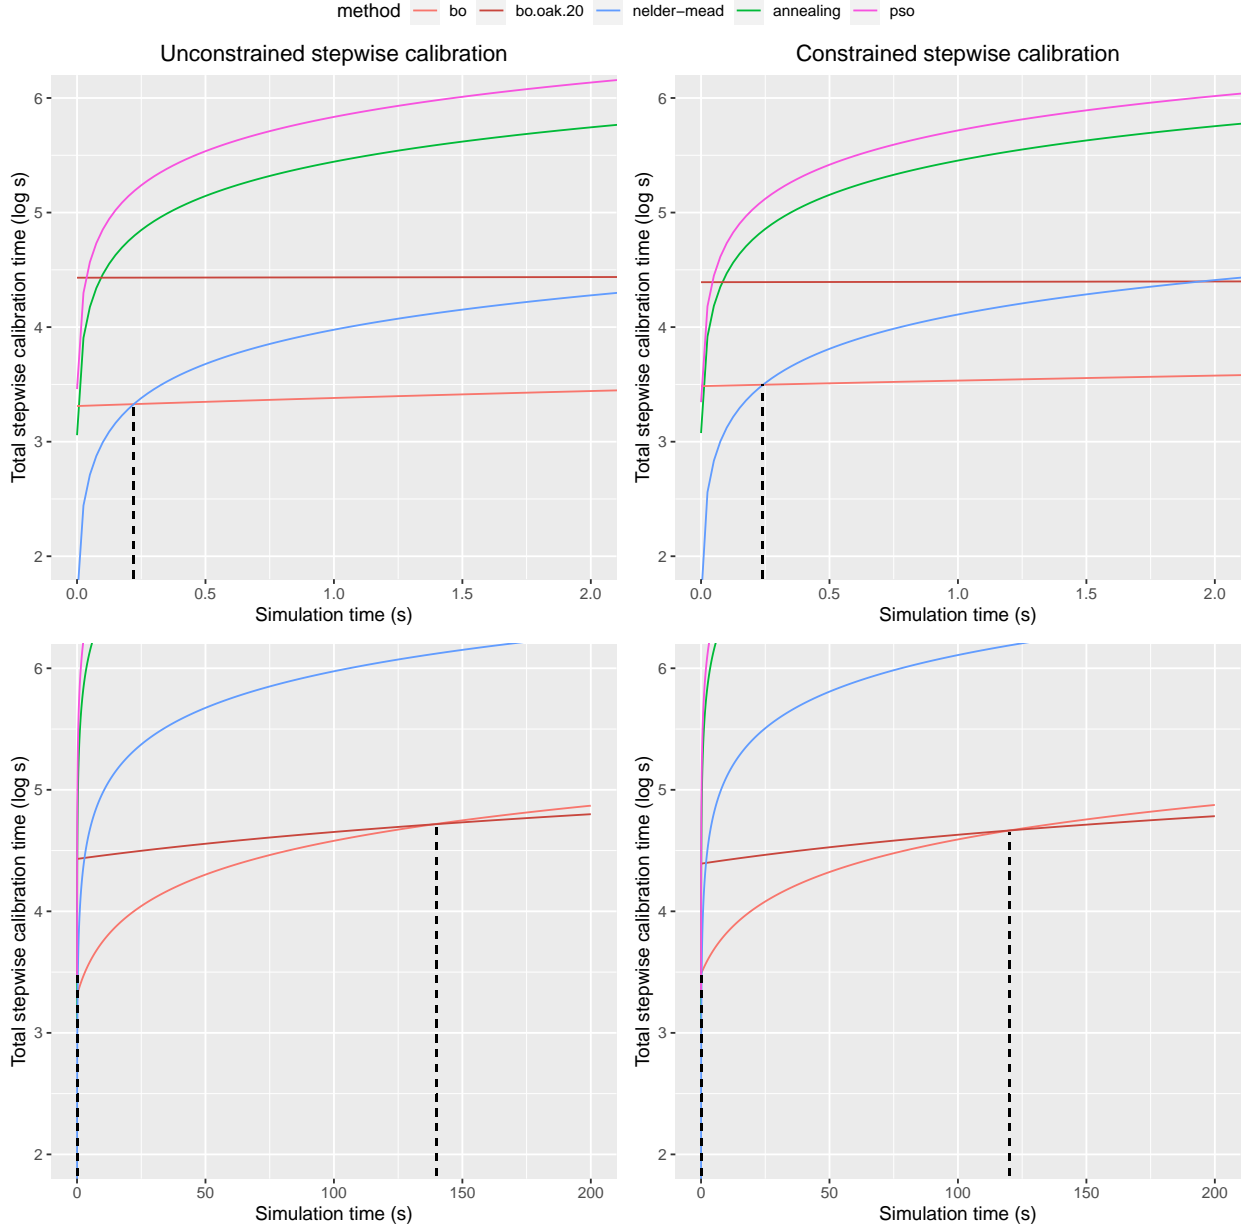 method bo bo.oak.20 nelder−mead annealing pso
Unconstrained stepwise calibration
Total stepwise calibration time (log s)
6
5
4
3
2
0.0 0.5 1.0 1.5 2.0
Simulation time (s)
Constrained stepwise calibration
Total stepwise calibration time (log s)
6
5
4
3
2
0.0 0.5 1.0 1.5 2.0
Simulation time (s)
Total stepwise calibration time (log s)
6
5
4
3
2
0 50 100 150 200
Simulation time (s)
Total stepwise calibration time (log s)
6
5
4
3
2
0 50 100 150 200
Simulation time (s)